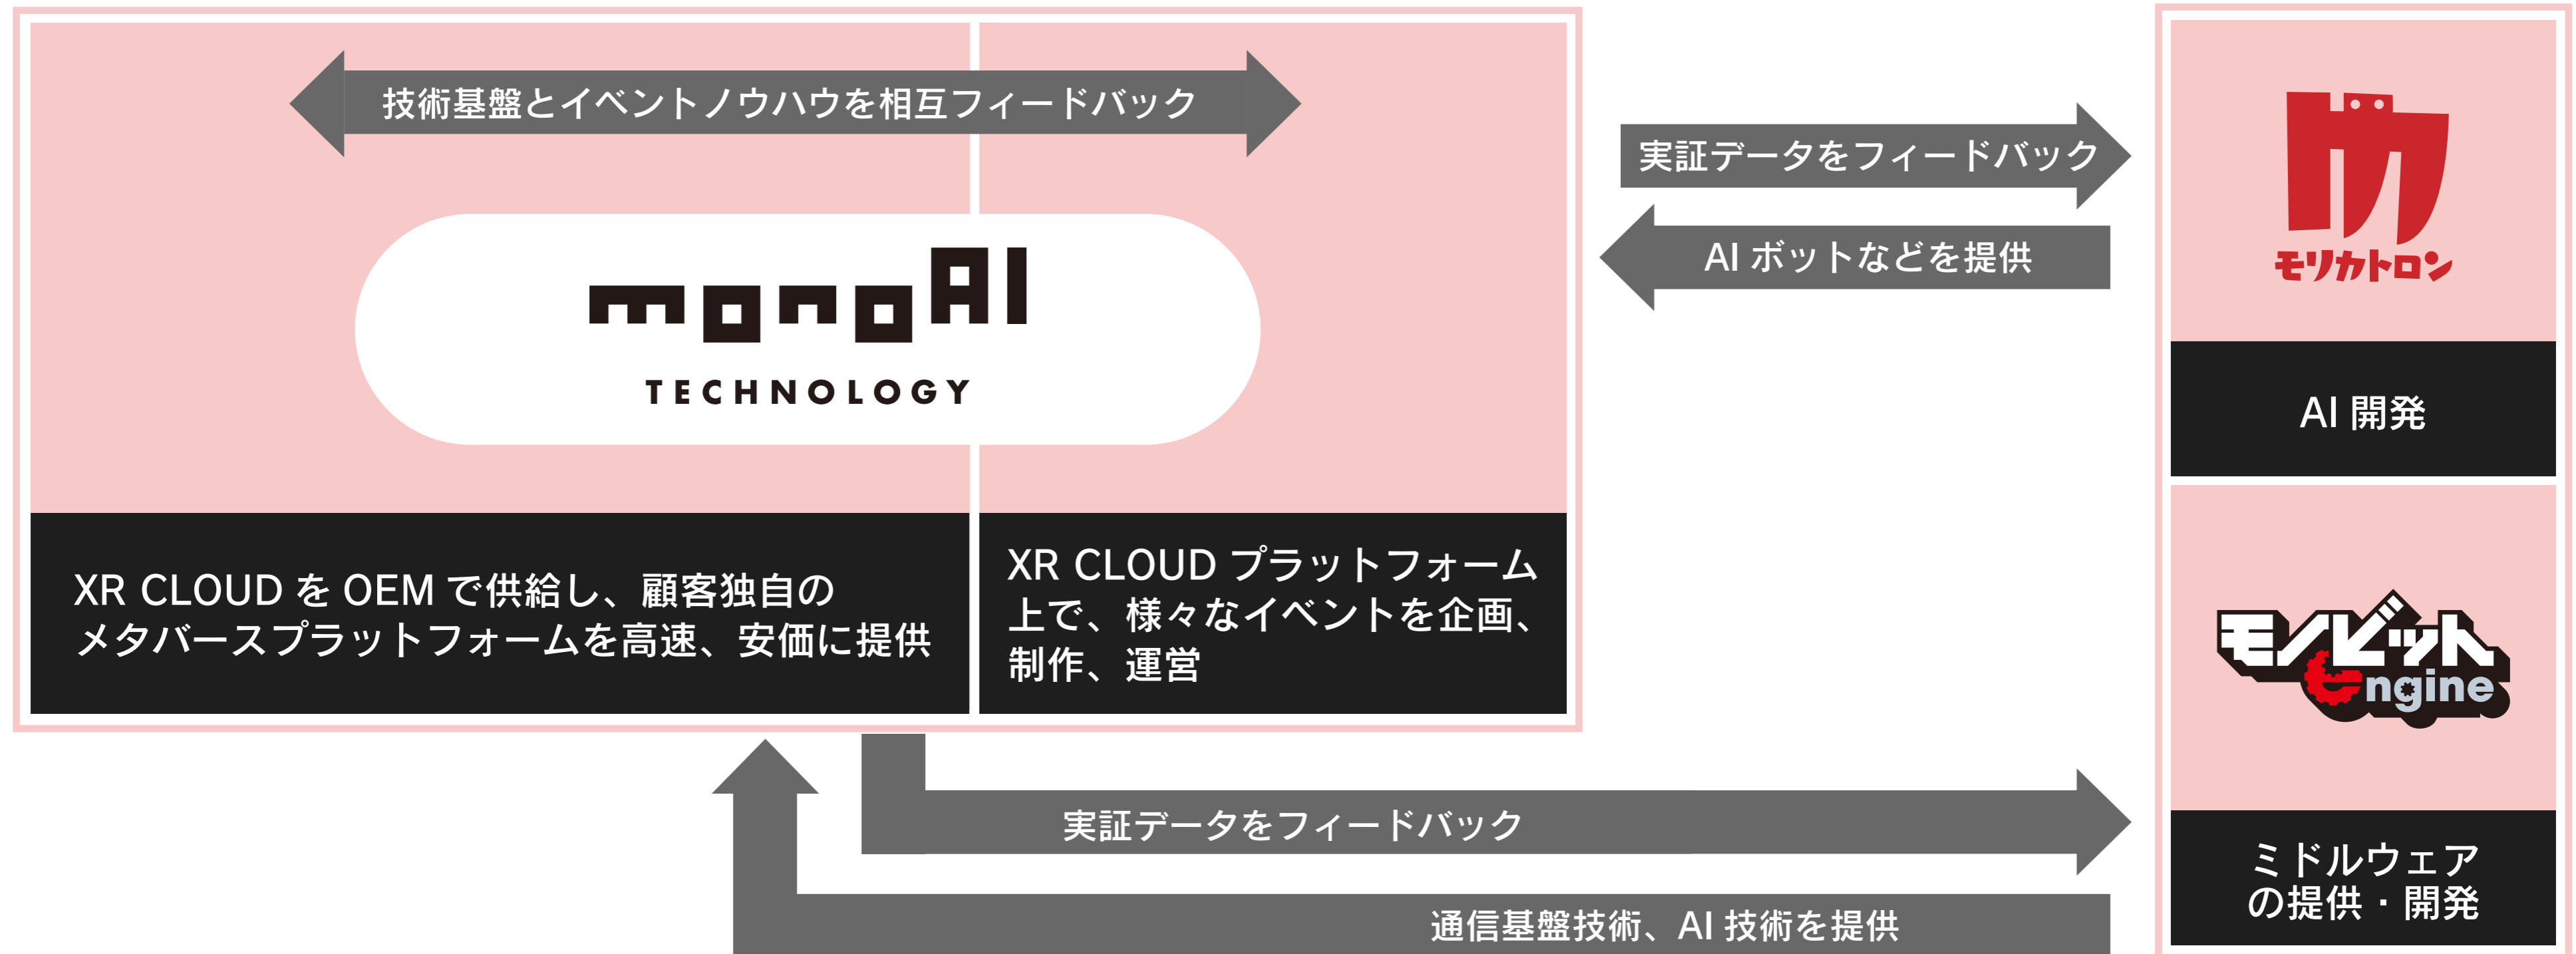 技術基盤とイベントノウハウを相互フィードバック
monoAI
TECHNOLOGY
XR CLOUD を OEM で供給し、顧客独自の
メタバースプラットフォームを高速、安価に提供
XR CLOUD プラットフォーム
上で、様々なイベントを企画、
制作、運営
実証データをフィードバック
AI ボットなどを提供
モリカトロン
AI 開発
モノビット
engine
ミドルウェア
の提供・開発
実証データをフィードバック
通信基盤技術、AI 技術を提供